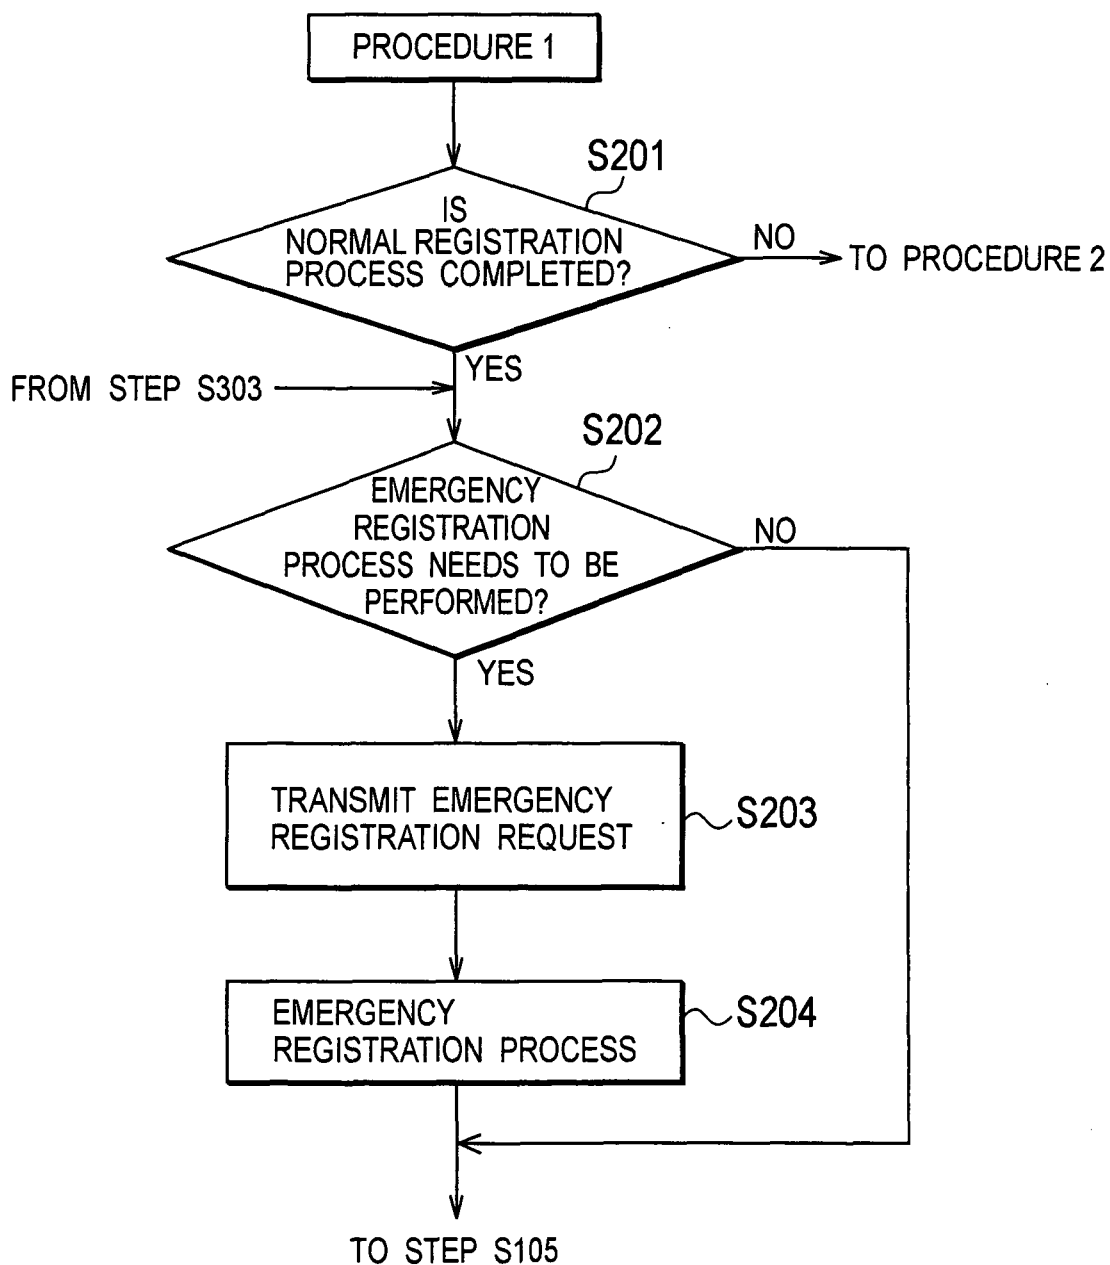 PROCEDURE 1
S201
IS
NORMAL REGISTRATION
PROCESS COMPLETED?
NO
TO PROCEDURE 2
YES
FROM STEP S303
S202
EMERGENCY
REGISTRATION
PROCESS NEEDS TO BE
PERFORMED?
NO
YES
TRANSMIT EMERGENCY
REGISTRATION REQUEST
S203
EMERGENCY
REGISTRATION PROCESS
S204
TO STEP S105